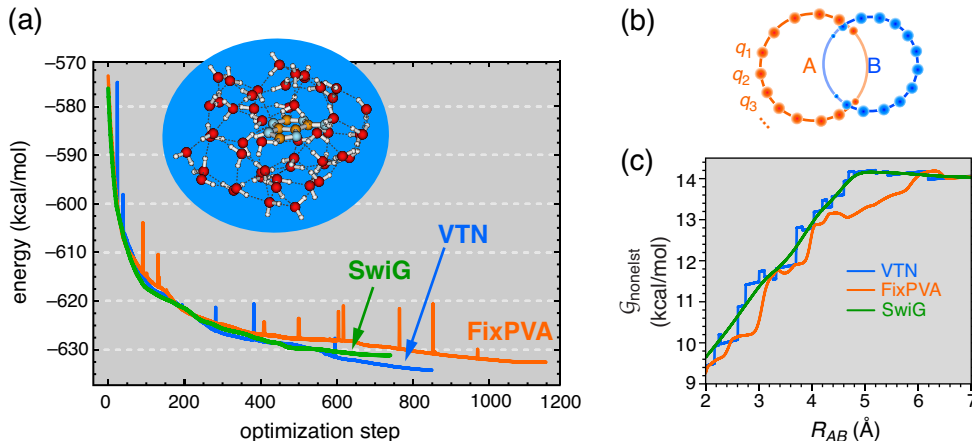 (a)
−570
−580
−590
−600
−610
−620
−630
energy (kcal/mol)
VTN
SwiG
FixPVA
0 200 400 600 800 1000 1200
optimization step
(b)
q1
q2
q3
...
A
B
(c)
14
13
12
11
10
9
𝒢nonelst
(kcal/mol)
VTN
FixPVA
SwiG
2 3 4 5 6 7
RAB (Å)